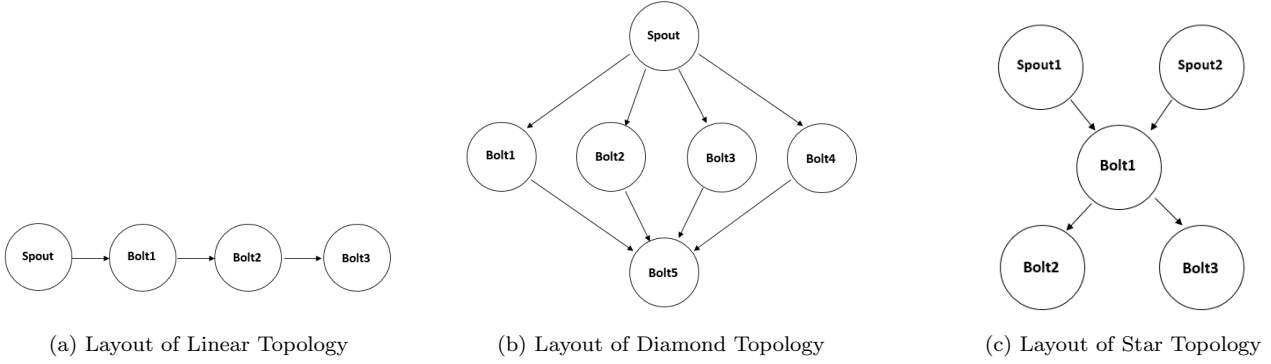 Spout
Bolt1
Bolt2
Bolt3
(a) Layout of Linear Topology
Spout
Bolt1
Bolt2
Bolt3
Bolt4
Bolt5
(b) Layout of Diamond Topology
Spout1
Spout2
Bolt1
Bolt2
Bolt3
(c) Layout of Star Topology